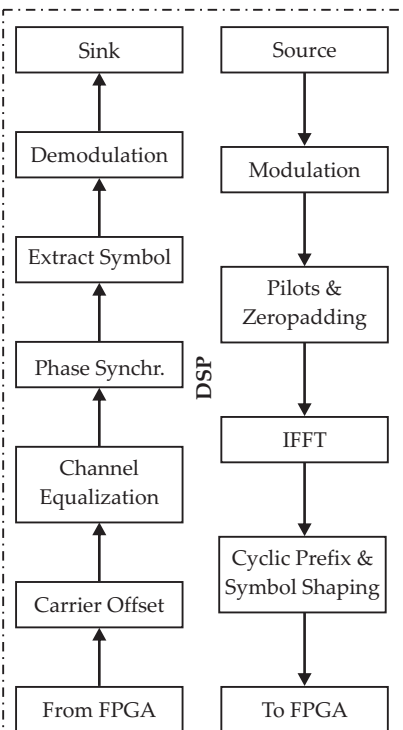 Sink
Demodulation
Extract Symbol
Phase Synchr.
Channel
Equalization
Carrier Offset
From FPGA
DSP
Source
Modulation
Pilots &
Zeropadding
IFFT
Cyclic Prefix &
Symbol Shaping
To FPGA